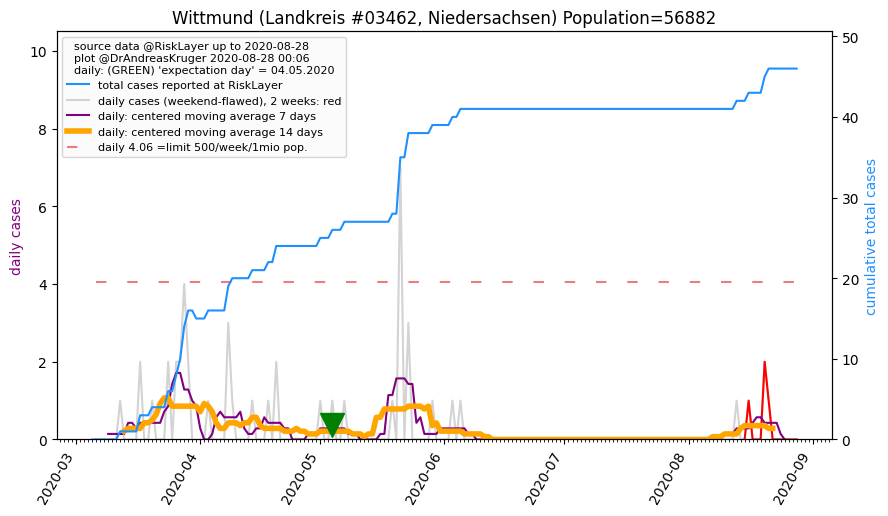 Wittmund (Landkreis #03462, Niedersachsen) Population=56882
source data @RiskLayer up to 2020-08-28
plot @DrAndreasKruger 2020-08-28 00:06
daily: (GREEN) 'expectation day' = 04.05.2020
total cases reported at RiskLayer
daily cases (weekend-flawed), 2 weeks: red
daily: centered moving average 7 days
daily: centered moving average 14 days
daily 4.06 =limit 500/week/1mio pop.
daily cases
10
8
6
4
2
0
cumulative total cases
50
40
30
20
10
0
2020-03
2020-04
2020-05
2020-06
2020-07
2020-08
2020-09